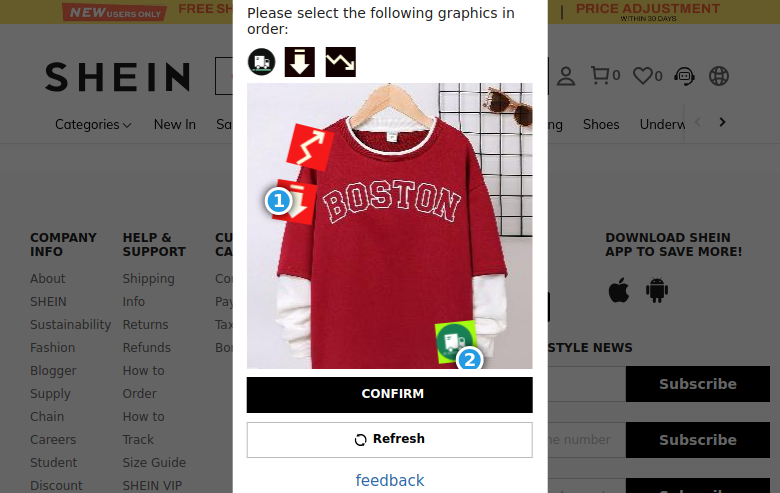 NEW USERS ONLY
FREE SH
PRICE ADJUSTMENT
WITHIN 30 DAYS
Please select the following graphics in
order:
SHEIN
0
0
Categories
New In
Sa
ng
Shoes
Underw
BOSTON
1
2
CONFIRM
Refresh
feedback
COMPANY
INFO
About
SHEIN
Sustainability
Fashion
Blogger
Supply
Chain
Careers
Student
Discount
HELP &
SUPPORT
Shipping
Info
Returns
Refunds
How to
Order
How to
Track
Size Guide
SHEIN VIP
CU
CA
Co
Pay
Tax
Bo
DOWNLOAD SHEIN
APP TO SAVE MORE!
STYLE NEWS
Subscribe
ne number
Subscribe
Subscribe